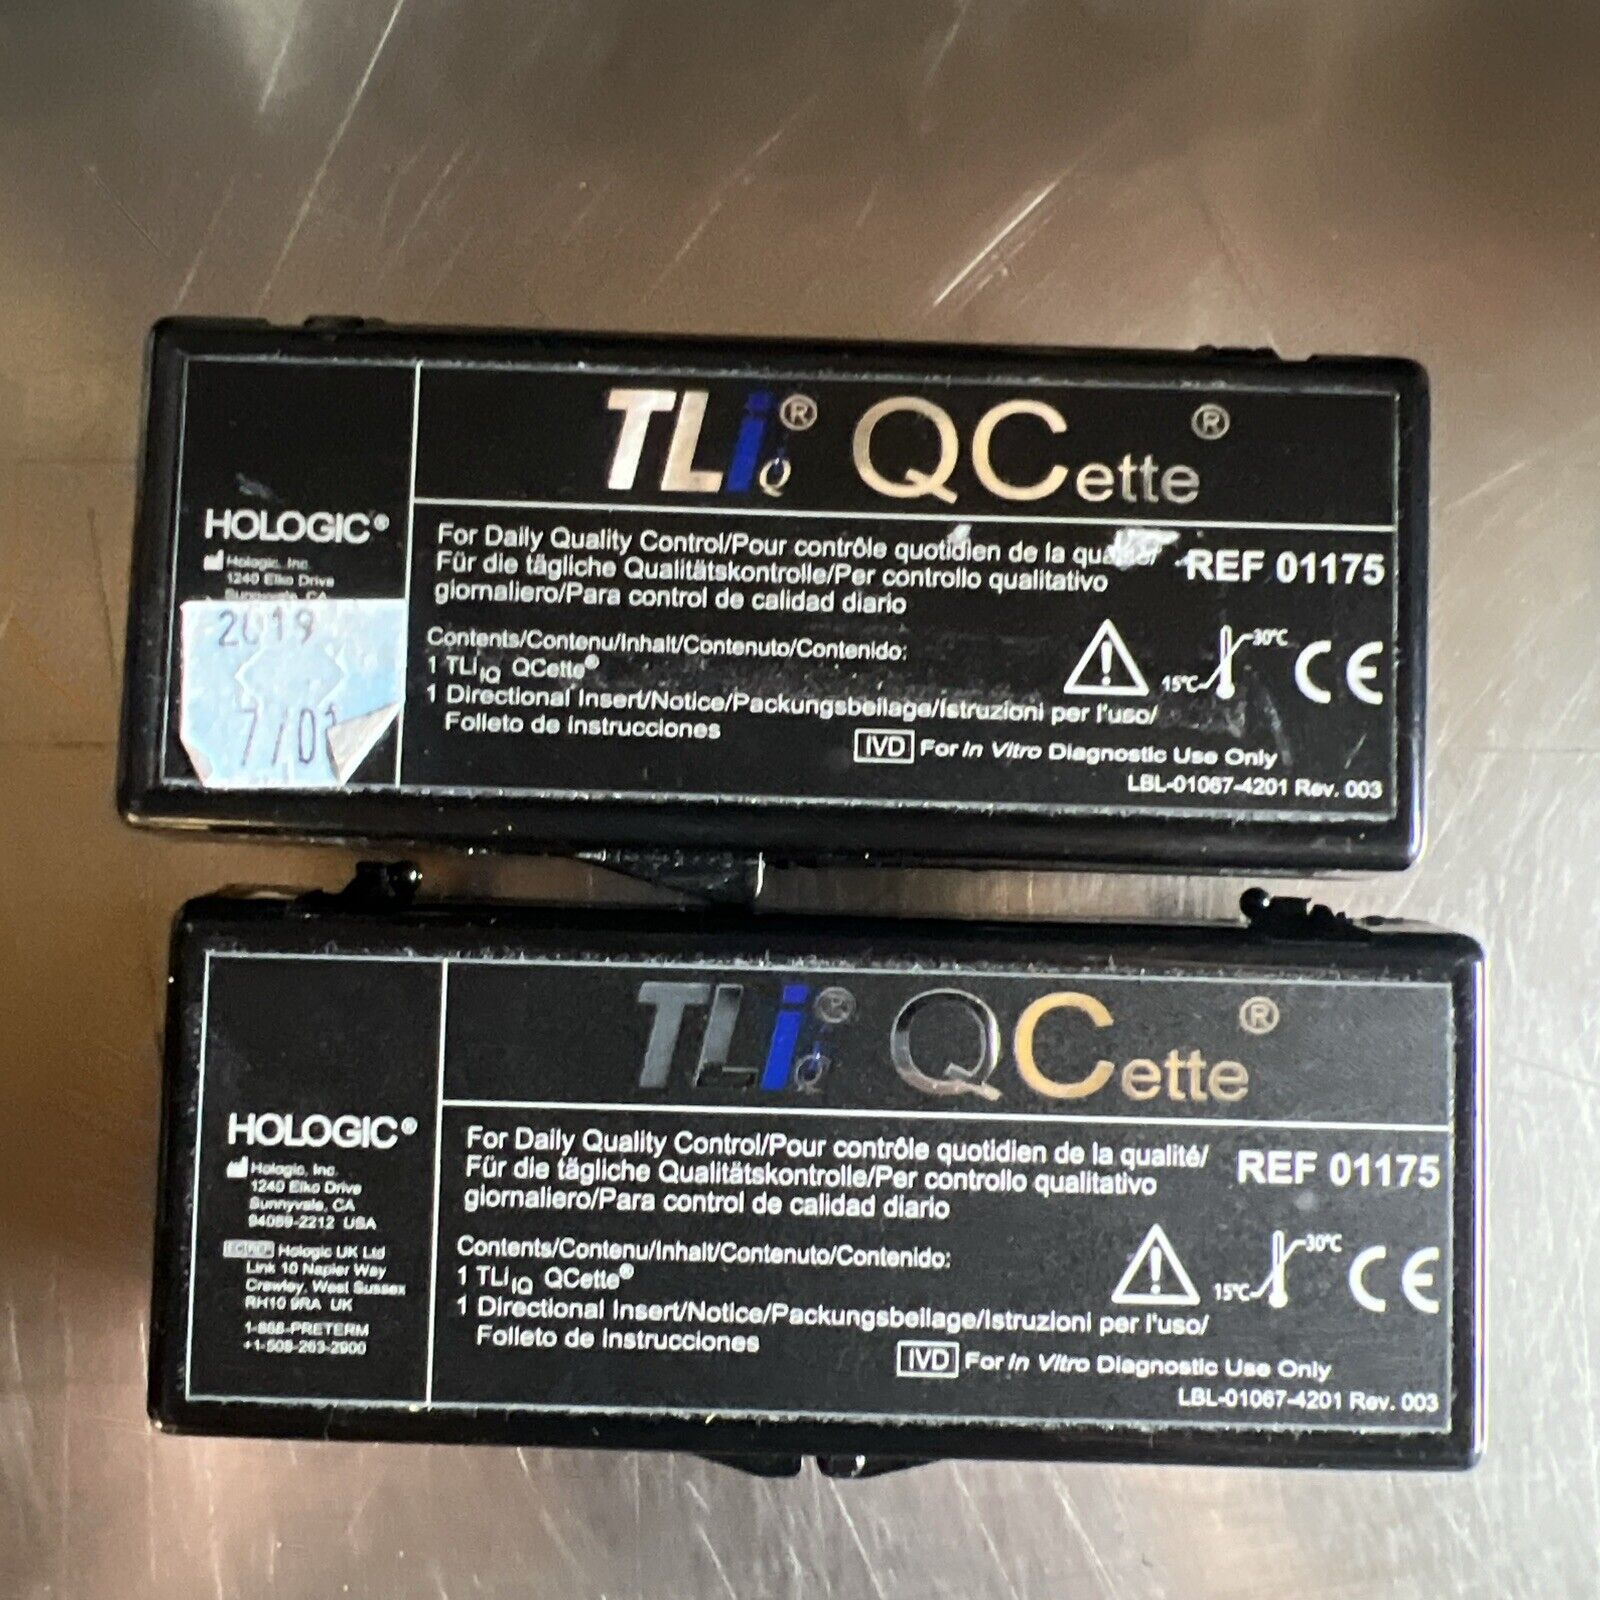 TLiIQ® QCette®
HOLOGIC®
Hologic, Inc.
1240 Elko Drive
Sunnyvale, CA
2019
7/0
For Daily Quality Control/Pour contrôle quotidien de la
Für die tägliche Qualitätskontrolle/Per controllo qualitativo
giornaliero/Para control de calidad diario
REF 01175
Contents/Contenu/Inhalt/Contenuto/Contenido:
1 TLiIQ QCette®
1 Directional Insert/Notice/Packungsbeilage/Istruzioni per l'uso/
Folleto de instrucciones
15°C 30°C
CE
IVD For In Vitro Diagnostic Use Only
LBL-01067-4201 Rev. 003
TLiIQ® QCette®
HOLOGIC®
Hologic, Inc.
1240 Elko Drive
Sunnyvale, CA
94089-2212 USA
EC REP Hologic UK Ltd
Link 10 Napier Way
Crawley, West Sussex
RH10 9RA UK
1-888-PRETERM
+1-508-263-2900
For Daily Quality Control/Pour contrôle quotidien de la qualité/
Für die tägliche Qualitätskontrolle/Per controllo qualitativo
giornaliero/Para control de calidad diario
REF 01175
Contents/Contenu/Inhalt/Contenuto/Contenido:
1 TLiIQ QCette®
1 Directional Insert/Notice/Packungsbeilage/Istruzioni per l'uso/
Folleto de instrucciones
15°C 30°C
CE
IVD For In Vitro Diagnostic Use Only
LBL-01067-4201 Rev. 003